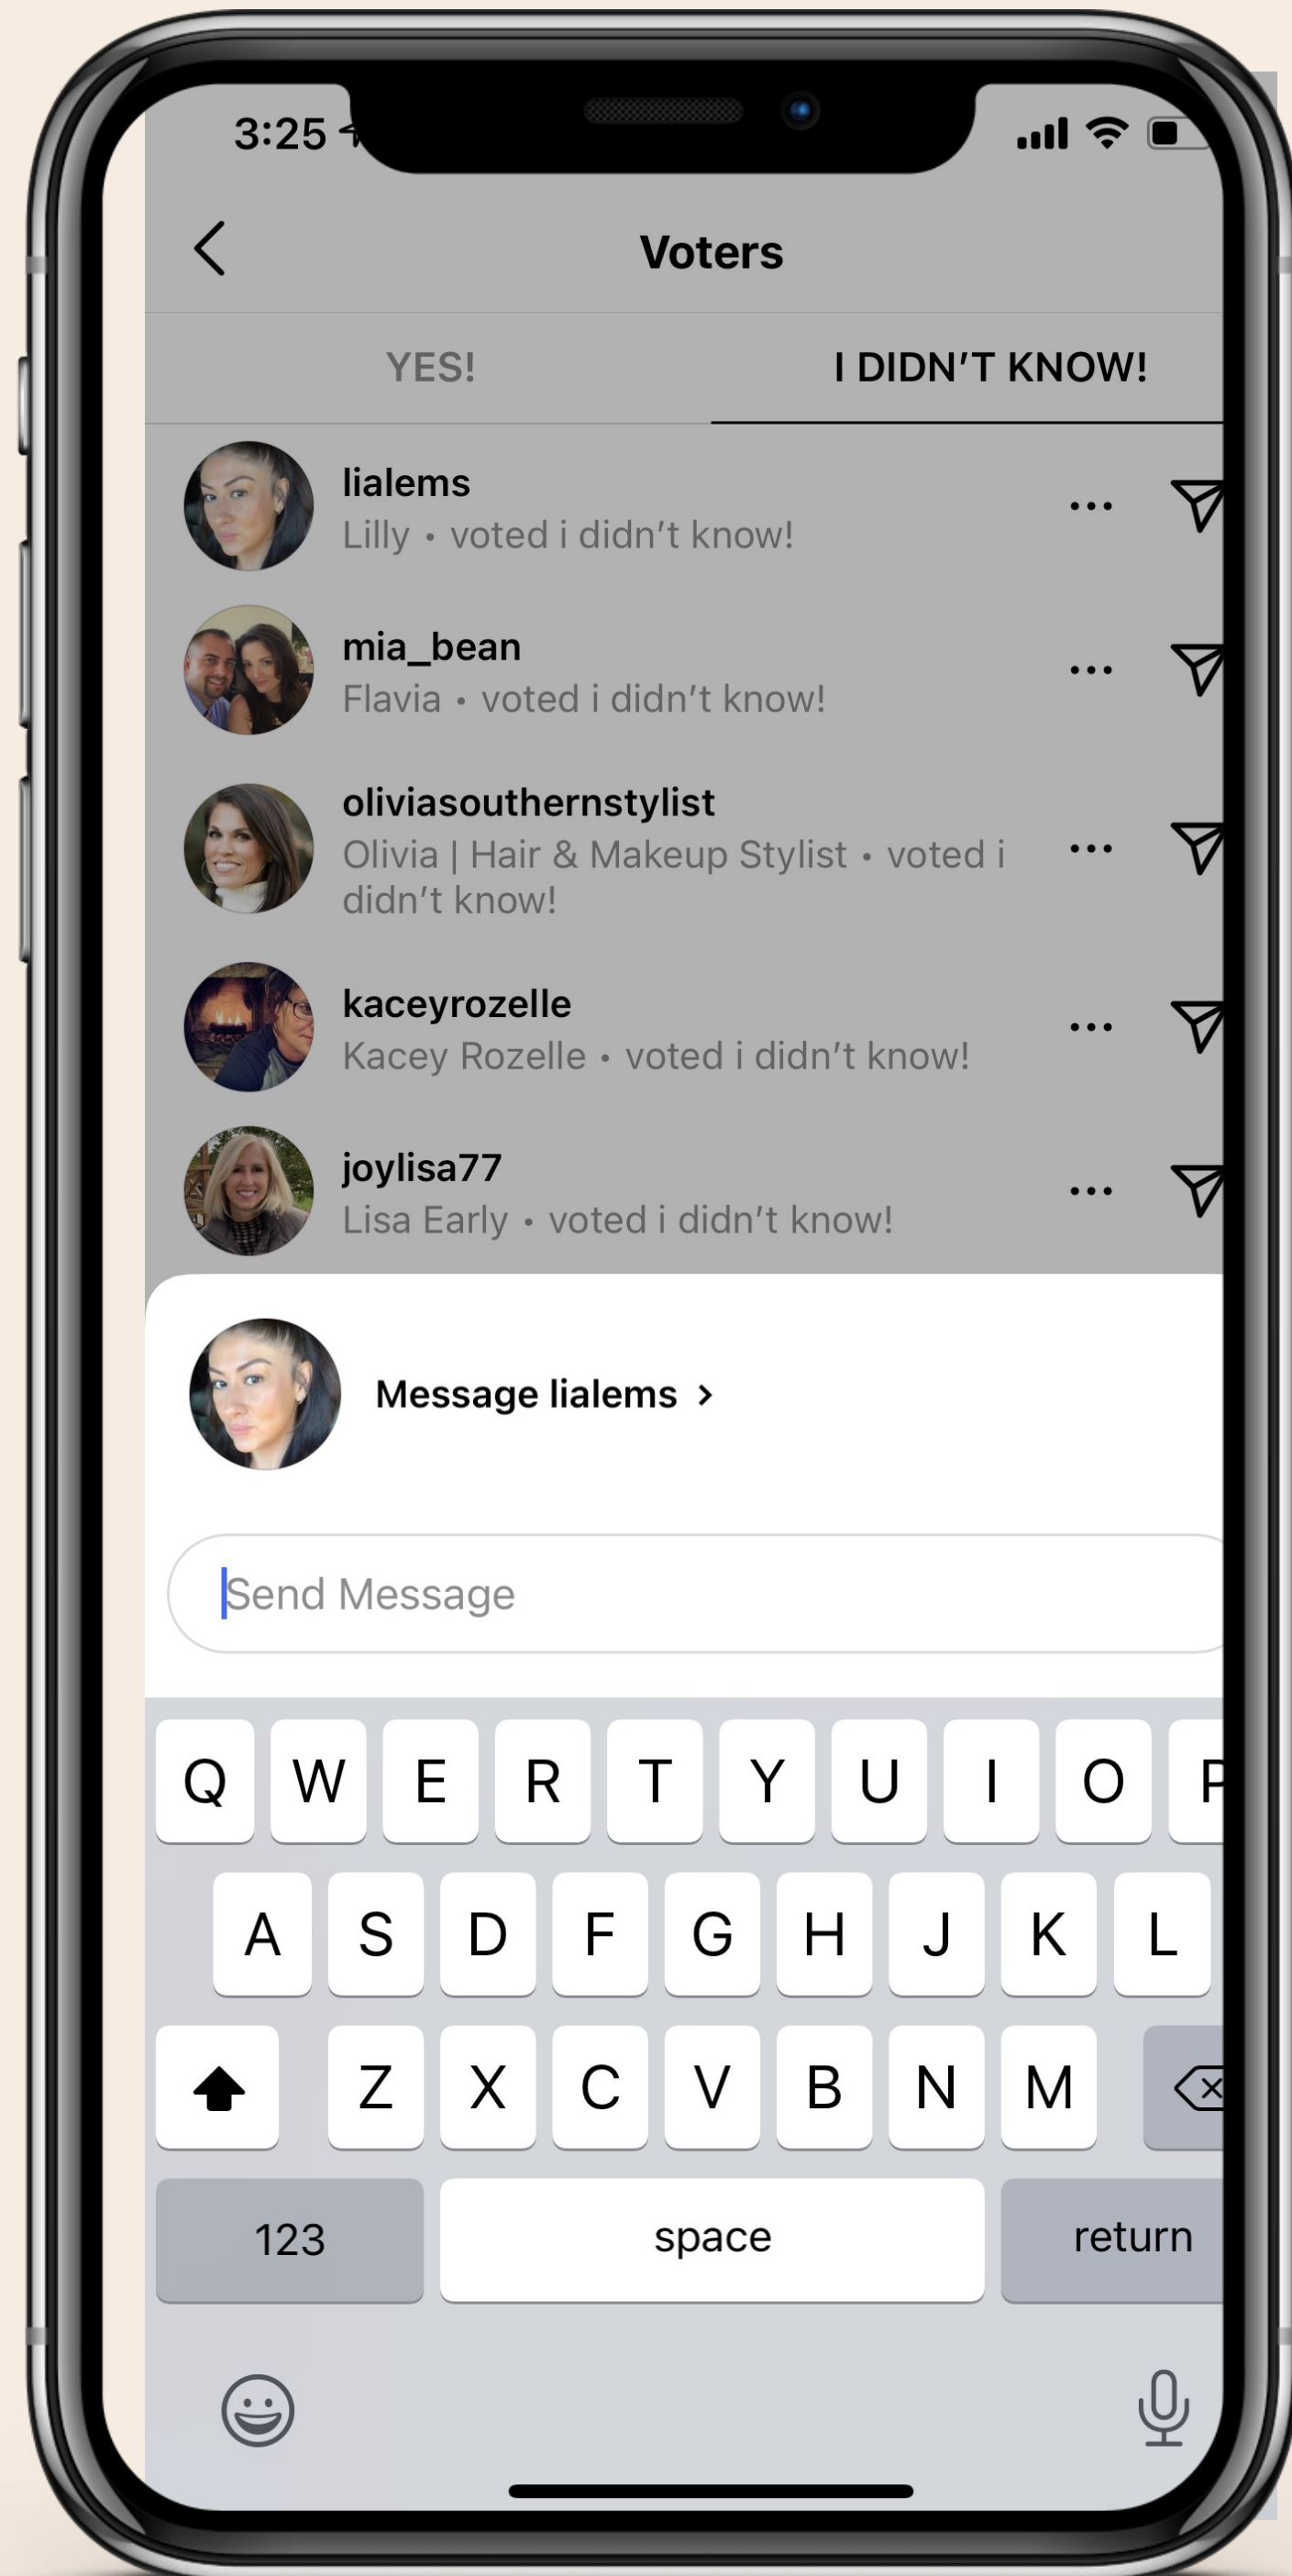 3:25
Voters
YES!
I DIDN’T KNOW!
lialems
Lilly • voted i didn’t know!
mia_bean
Flavia • voted i didn’t know!
oliviasouthernstylist
Olivia | Hair & Makeup Stylist • voted i
didn’t know!
kaceyrozelle
Kacey Rozelle • voted i didn’t know!
joylisa77
Lisa Early • voted i didn’t know!
Message lialems >
Send Message
Q W E R T Y U I O P
A S D F G H J K L
Z X C V B N M
123 space return